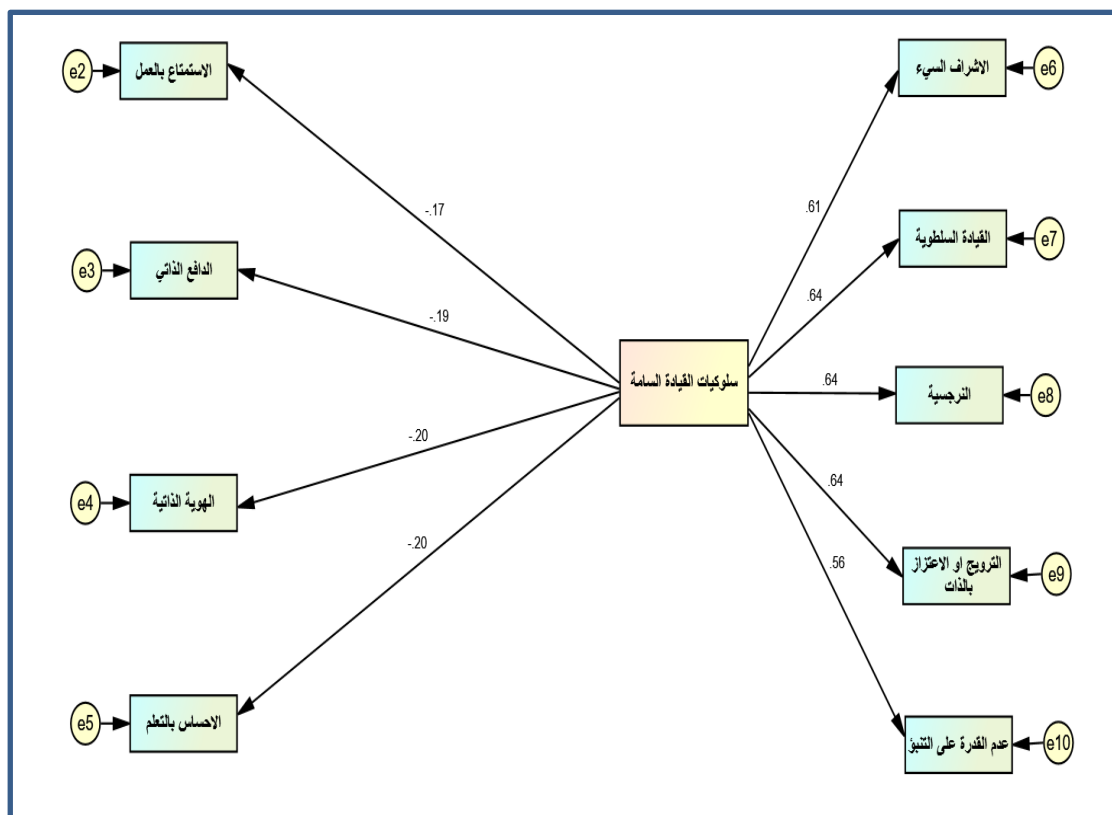 e2
الاستمتاع بالعمل
الاشراف السيء
e6
-.17
.61
e3
الدافع الذاتي
القيادة السلطوية
e7
-.19
.64
سلوكيات القيادة السامة
.64
النرجسية
e8
-.20
.64
e4
الهوية الذاتية
-.20
.56
الترويج او الاعتزاز
بالذات
e9
e5
الاحساس بالتعلم
عدم القدرة على التنبؤ
e10